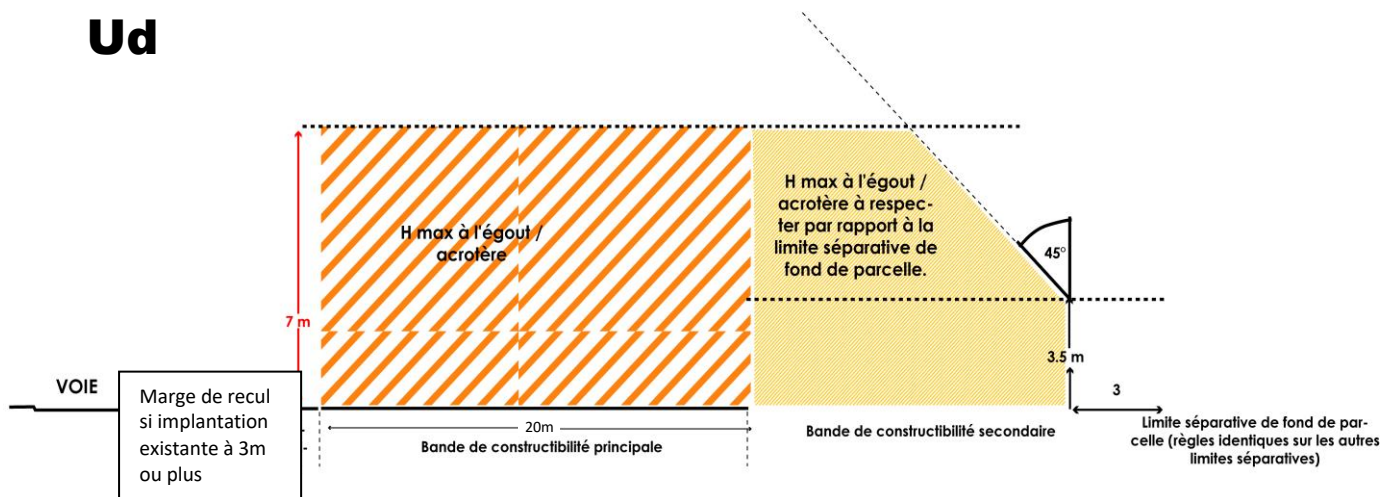 Ud
H max à l'égout /
acrotère
H max à l'égout /
acrotère à respec-
ter par rapport à la
limite séparative de
fond de parcelle.
45°
7 m
3.5 m
VOIE
Marge de recul
si implantation
existante à 3m
ou plus
20m
Bande de constructibilité principale
Bande de constructibilité secondaire
3
Limite séparative de fond de par-
celle (règles identiques sur les autres
limites séparatives)